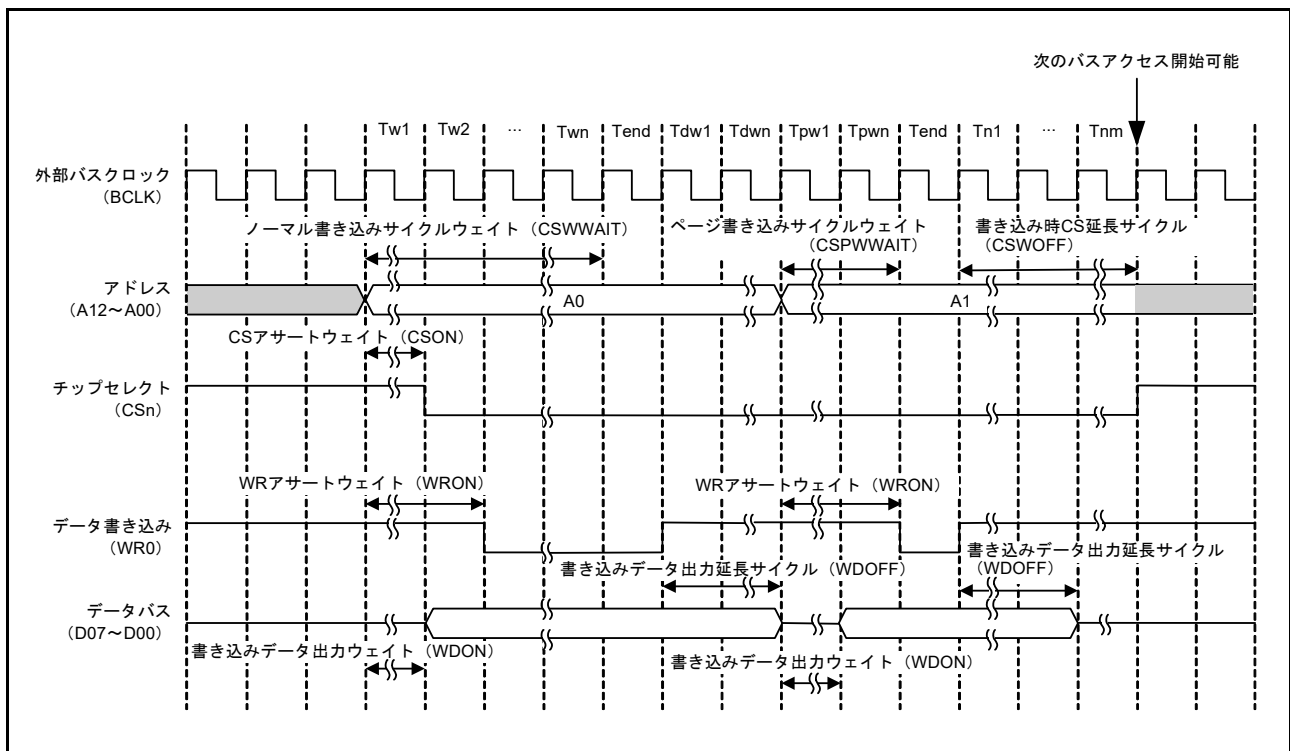 次のバスアクセス開始可能
Tw1 Tw2 ... Twn Tend Tdw1 Tdwn Tpw1 Tpwn Tend Tn1 ... Tnm
外部バスクロック
(BCLK)
ノーマル書き込みサイクルウェイト (CSWWAIT)
ページ書き込みサイクルウェイト
(CSPWWAIT)
書き込み時CS延長サイクル
(CSWOFF)
アドレス
(A12~A00)
A0
A1
CSアサートウェイト (CSON)
チップセレクト
(CSn)
WRアサートウェイト (WRON)
WRアサートウェイト (WRON)
データ書き込み
(WR0)
書き込みデータ出力延長サイクル (WDOFF)
書き込みデータ出力延長サイクル
(WDOFF)
データバス
(D07~D00)
書き込みデータ出力ウェイト (WDON)
書き込みデータ出力ウェイト (WDON)